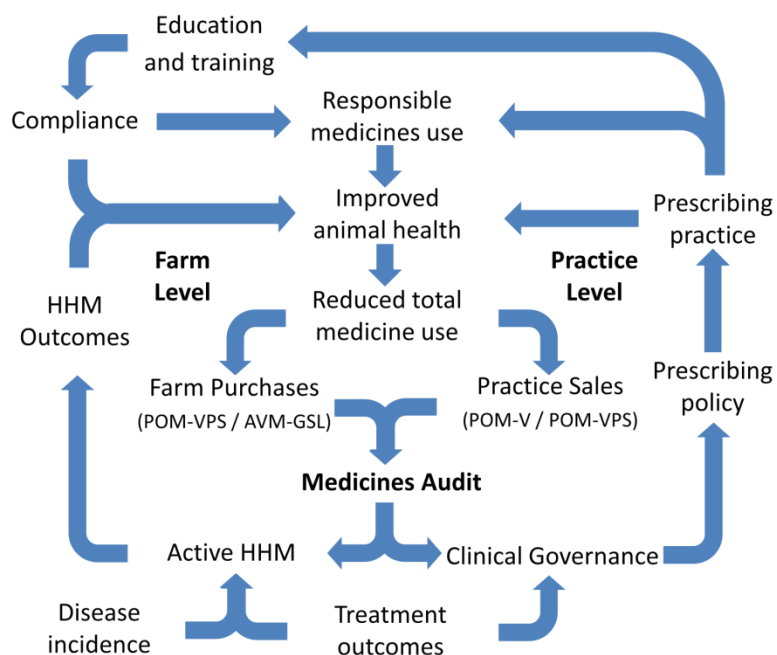 Education
and training
Compliance
Responsible
medicines use
Improved
animal health
Prescribing
practice
Farm
Level
Practice
Level
HHM
Outcomes
Reduced total
medicine use
Farm Purchases
(POM-VPS / AVM-GSL)
Practice Sales
(POM-V / POM-VPS)
Prescribing
policy
Medicines Audit
Active HHM
Clinical Governance
Disease
incidence
Treatment
outcomes